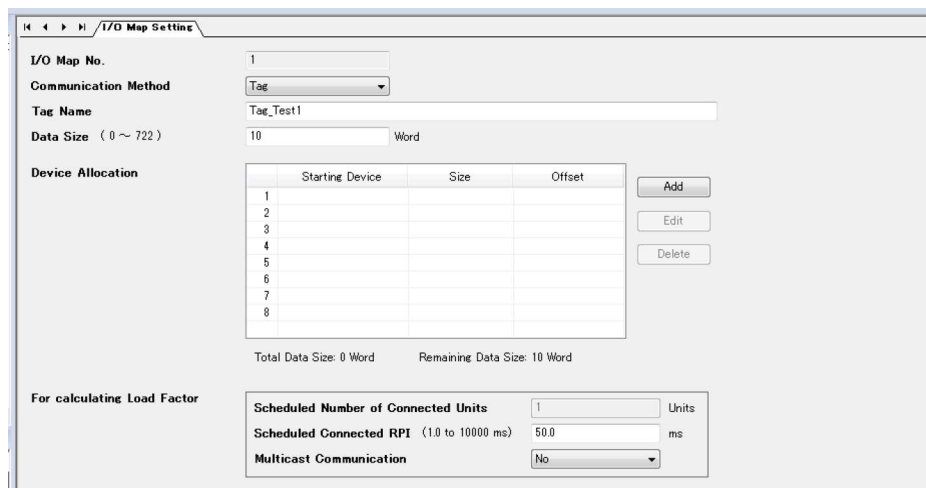 I/O Map Setting
I/O Map No. 1
Communication Method Tag
Tag Name Tag_Test1
Data Size ( 0 ~ 722 ) 10 Word
Device Allocation
Starting Device Size Offset
Add
1
2
Edit
3
4
Delete
5
6
7
8
Total Data Size: 0 Word Remaining Data Size: 10 Word
For calculating Load Factor
Scheduled Number of Connected Units 1 Units
Scheduled Connected RPI (1.0 to 10000 ms) 50.0 ms
Multicast Communication No